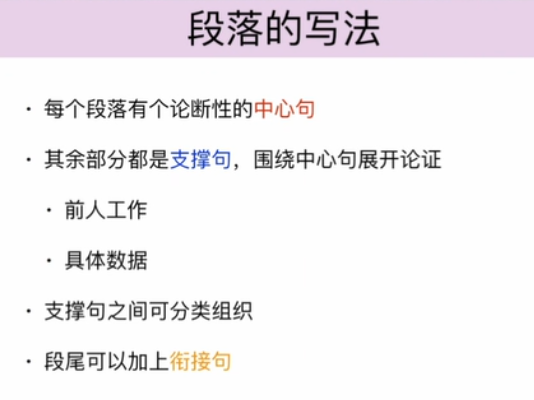 段落的写法
· 每个段落有个论断性的中心句
· 其余部分都是支撑句，围绕中心句展开论证
· 前人工作
· 具体数据
· 支撑句之间可分类组织
· 段尾可以加上衔接句